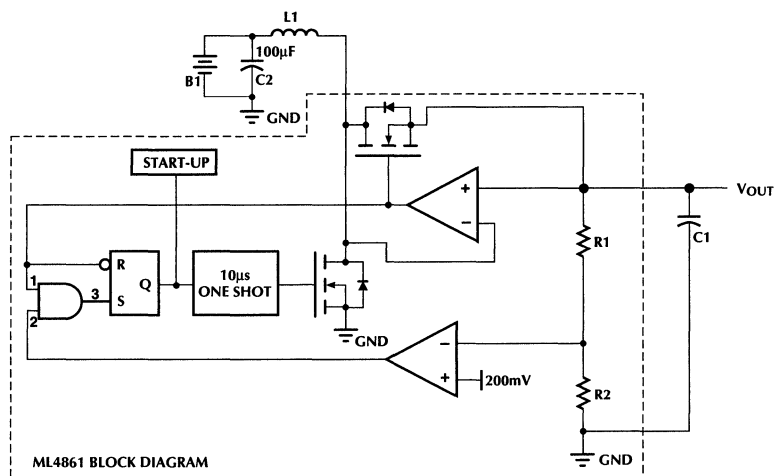 L1
100µF
B1
C2
GND
START-UP
+
−
VOUT
C1
R1
R
Q
10µs
ONE SHOT
1
3
S
2
GND
−
+
200mV
R2
GND
ML4861 BLOCK DIAGRAM